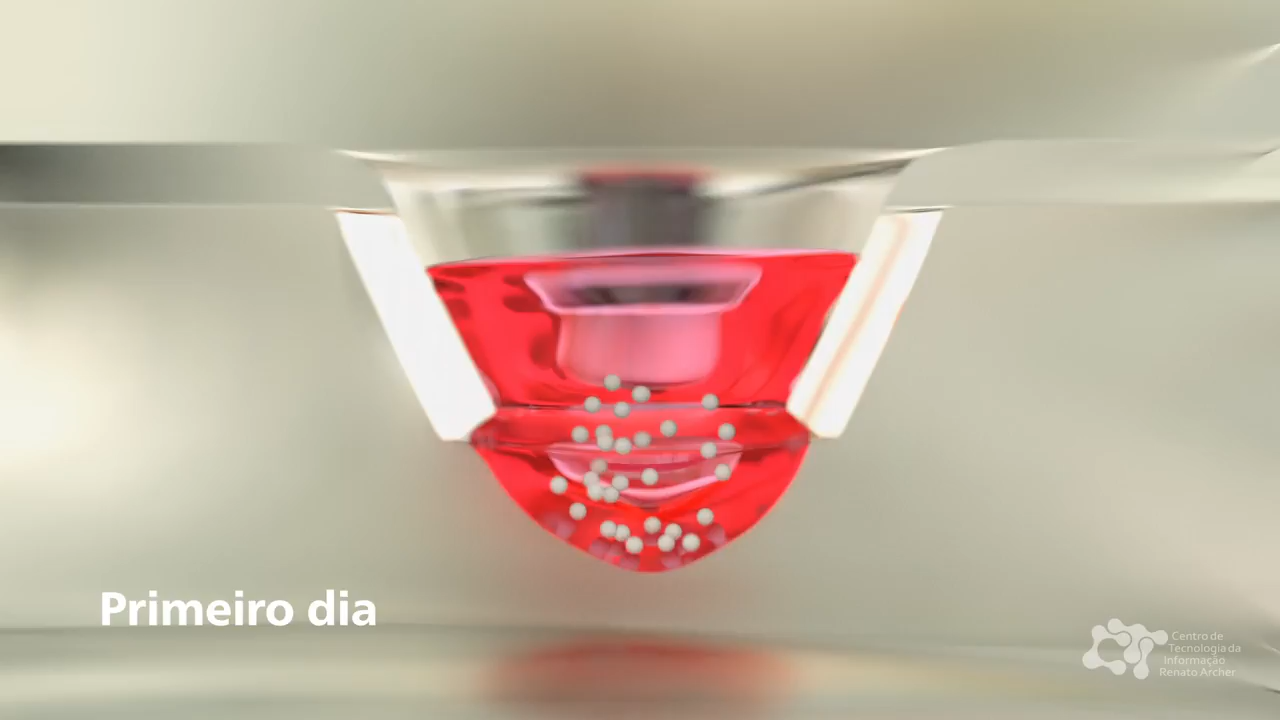 Primeiro dia
Centro de
Tecnologia da
Informação
Renato Archer